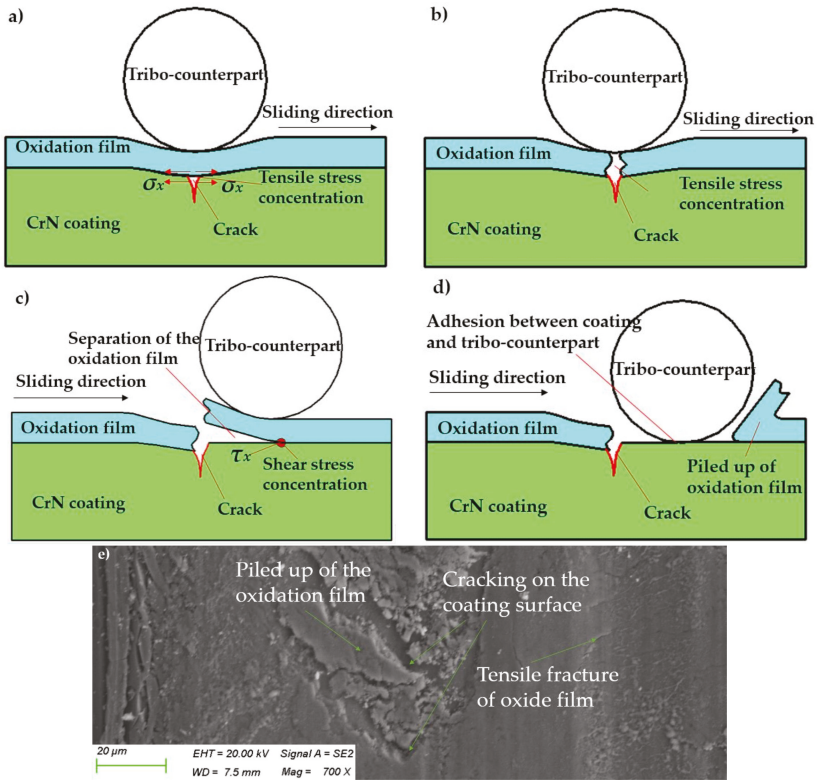 a)
Tribo-counterpart
Sliding direction
Oxidation film
σx
σx
Tensile stress
concentration
Crack
CrN coating
b)
Tribo-counterpart
Sliding direction
Oxidation film
Tensile stress
concentration
Crack
CrN coating
c)
Separation of the
oxidation film
Tribo-counterpart
Sliding direction
Oxidation film
τx
Shear stress
concentration
Crack
CrN coating
d)
Adhesion between coating
and tribo-counterpart
Tribo-counterpart
Sliding direction
Oxidation film
Piled up of
oxidation film
Crack
CrN coating
e)
Piled up of the
oxidation film
Cracking on the
coating surface
Tensile fracture
of oxide film
20 µm
EHT = 20.00 kV Signal A = SE2
WD = 7.5 mm Mag = 700 X